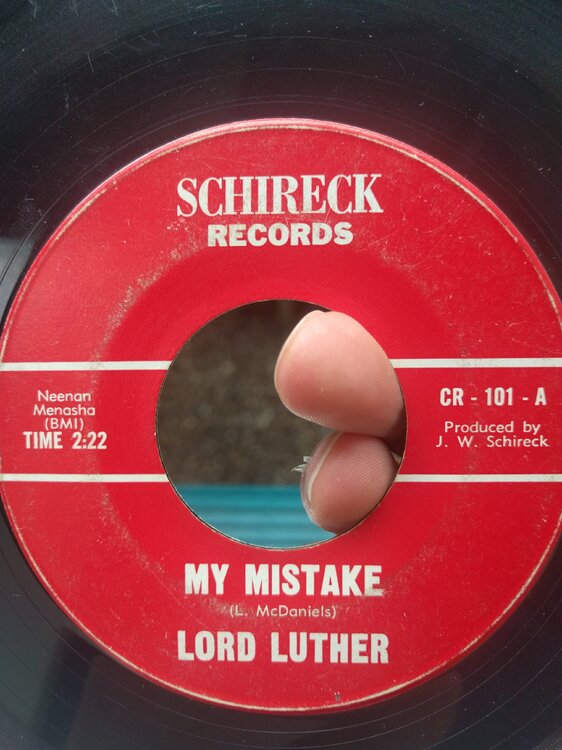 SCHIRECK
RECORDS
Neenan
Menasha
(BMI)
TIME 2:22
CR - 101 - A
Produced by
J. W. Schireck
MY MISTAKE
(L. McDaniels)
LORD LUTHER